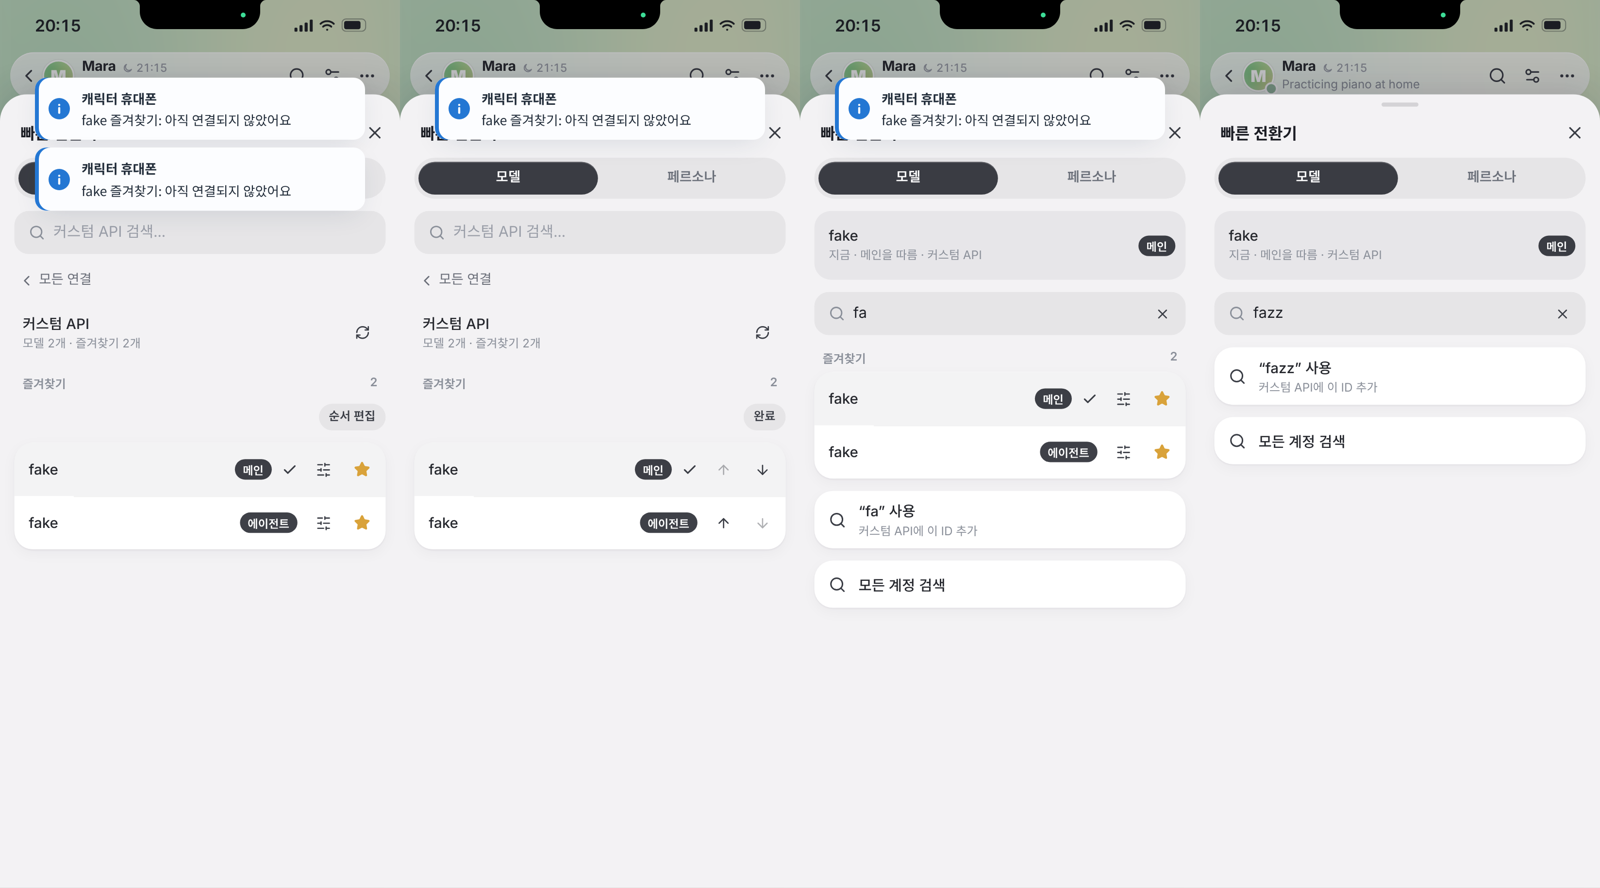 20:15
Mara 21:15
M
캐릭터 휴대폰
fake 즐겨찾기: 아직 연결되지 않았어요
캐릭터 휴대폰
fake 즐겨찾기: 아직 연결되지 않았어요
커스텀 API 검색...
모든 연결
커스텀 API
모델 2개 · 즐겨찾기 2개
즐겨찾기 2
순서 편집
fake 메인
fake 에이전트
20:15
Mara 21:15
M
캐릭터 휴대폰
fake 즐겨찾기: 아직 연결되지 않았어요
모델 페르소나
커스텀 API 검색...
모든 연결
커스텀 API
모델 2개 · 즐겨찾기 2개
즐겨찾기 2
완료
fake 메인
fake 에이전트
20:15
Mara 21:15
M
캐릭터 휴대폰
fake 즐겨찾기: 아직 연결되지 않았어요
모델 페르소나
fake
지금 · 메인을 따름 · 커스텀 API
메인
fa
즐겨찾기 2
fake 메인
fake 에이전트
“fa” 사용
커스텀 API에 이 ID 추가
모든 계정 검색
20:15
M
Mara 21:15
Practicing piano at home
빠른 전환기
모델 페르소나
fake
지금 · 메인을 따름 · 커스텀 API
메인
fazz
“fazz” 사용
커스텀 API에 이 ID 추가
모든 계정 검색